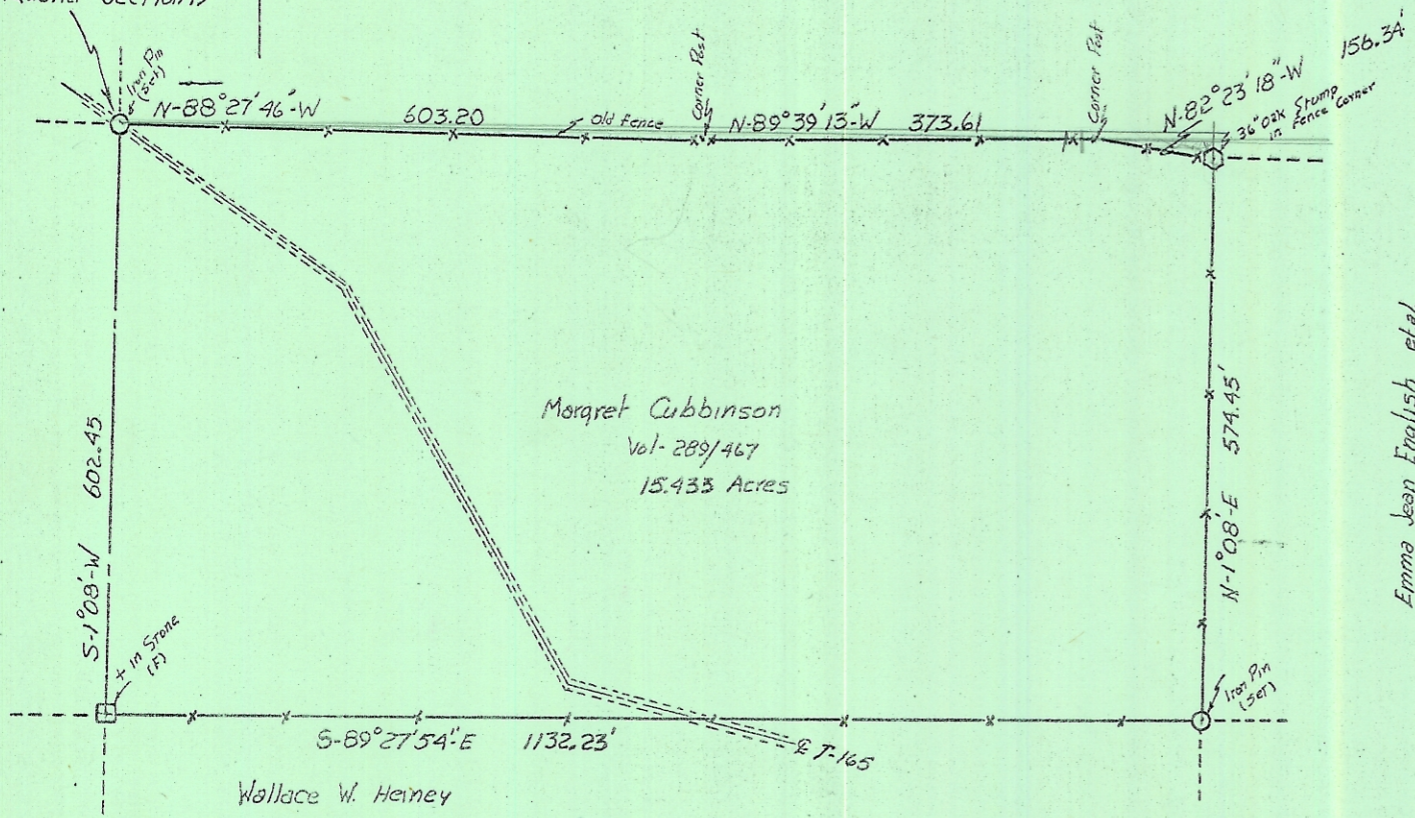 Iron Pin
(Set)
N-88°27'46"-W 603.20
Old Fence
Corner Post
N-89°39'13"-W 373.61
Corner Post
N-82°23'18"-W 156.34'
36" Oak Stump
in Fence Corner
S-1°08'-W 602.45
Margret Cubbinson
Vol-289/467
15.433 Acres
N-1°08'-E 574.45'
Emma Jean English etal
+ In Stone
(F)
Iron Pin
(Set)
S-89°27'54"-E 1132.23'
℄ T-165
Wallace W. Heiney